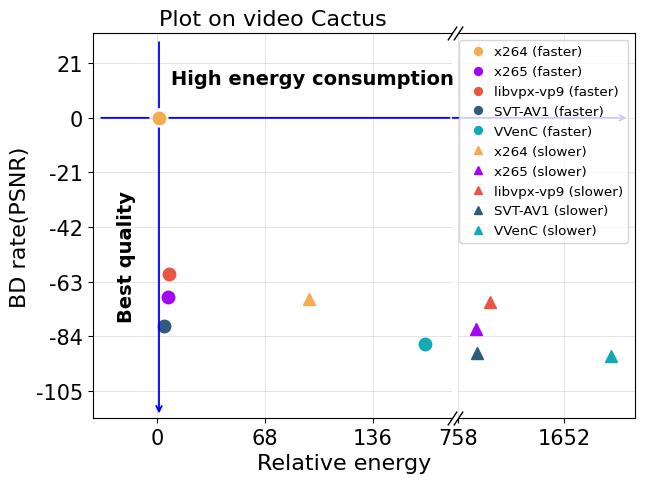 Plot on video Cactus
High energy consumption
Best quality
BD rate(PSNR)
21
0
-21
-42
-63
-84
-105
x264 (faster)
x265 (faster)
libvpx-vp9 (faster)
SVT-AV1 (faster)
VVenC (faster)
x264 (slower)
x265 (slower)
libvpx-vp9 (slower)
SVT-AV1 (slower)
VVenC (slower)
0 68 136 758 1652
Relative energy